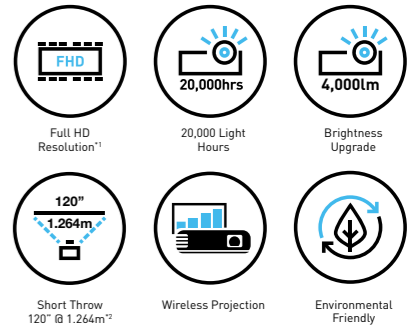 FHD
20,000hrs
4,000lm
Full HD
Resolution*1
20,000 Light
Hours
Brightness
Upgrade
120”
1.264m
Short Throw
120" @ 1.264m*2
Wireless Projection
Environmental
Friendly